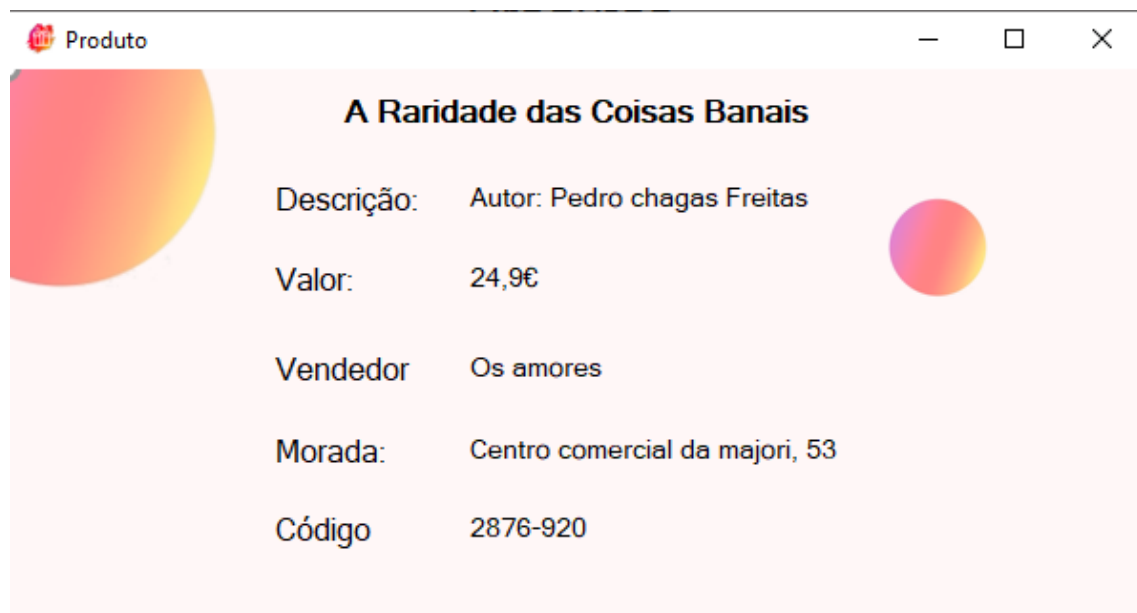 Produto
A Raridade das Coisas Banais
Descrição: Autor: Pedro chagas Freitas
Valor: 24,9€
Vendedor Os amores
Morada: Centro comercial da majori, 53
Código 2876-920